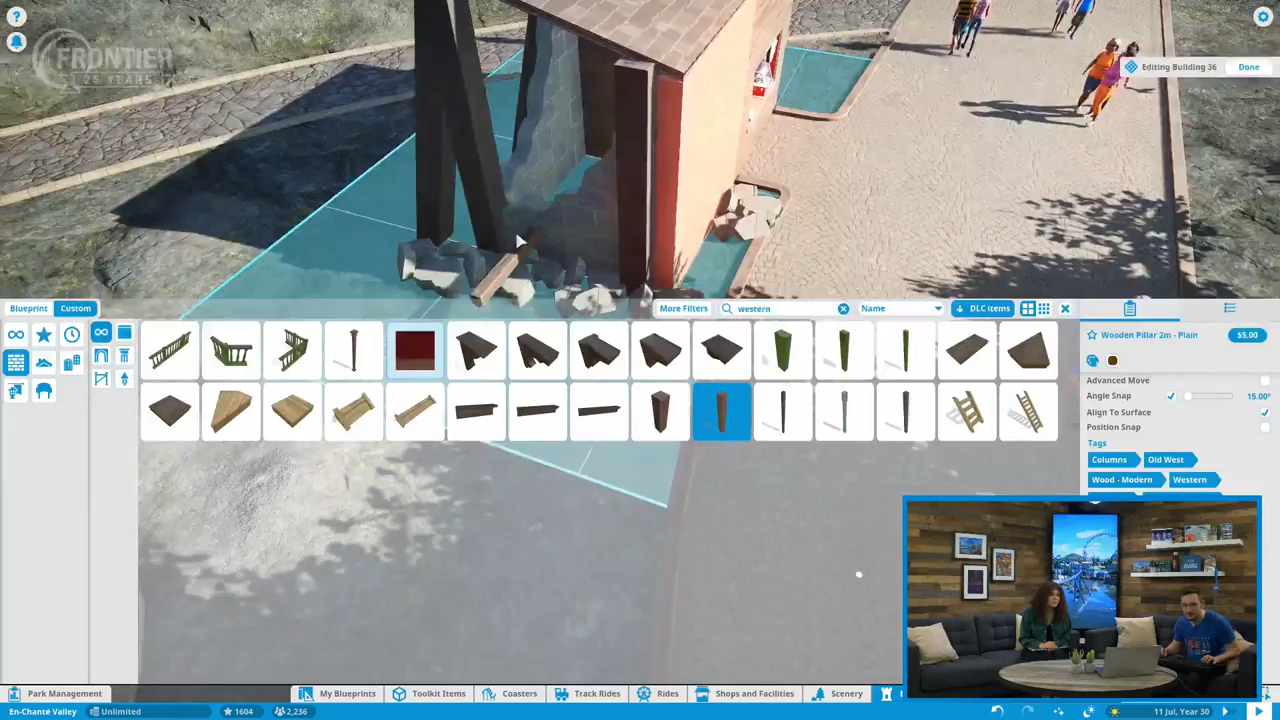 FRONTIER
25 YEARS
Editing Building 36
Done
Blueprint
Custom
More Filters
western
Name
DLC items
Wooden Pillar 2m - Plain
$5.00
Advanced Move
Angle Snap
15.00°
Align To Surface
Position Snap
Tags
Columns
Old West
Wood - Modern
Western
Park Management
My Blueprints
Toolkit Items
Coasters
Track Rides
Rides
Shops and Facilities
Scenery
En-Chanté Valley
Unlimited
1604
2,236
11 Jul, Year 30